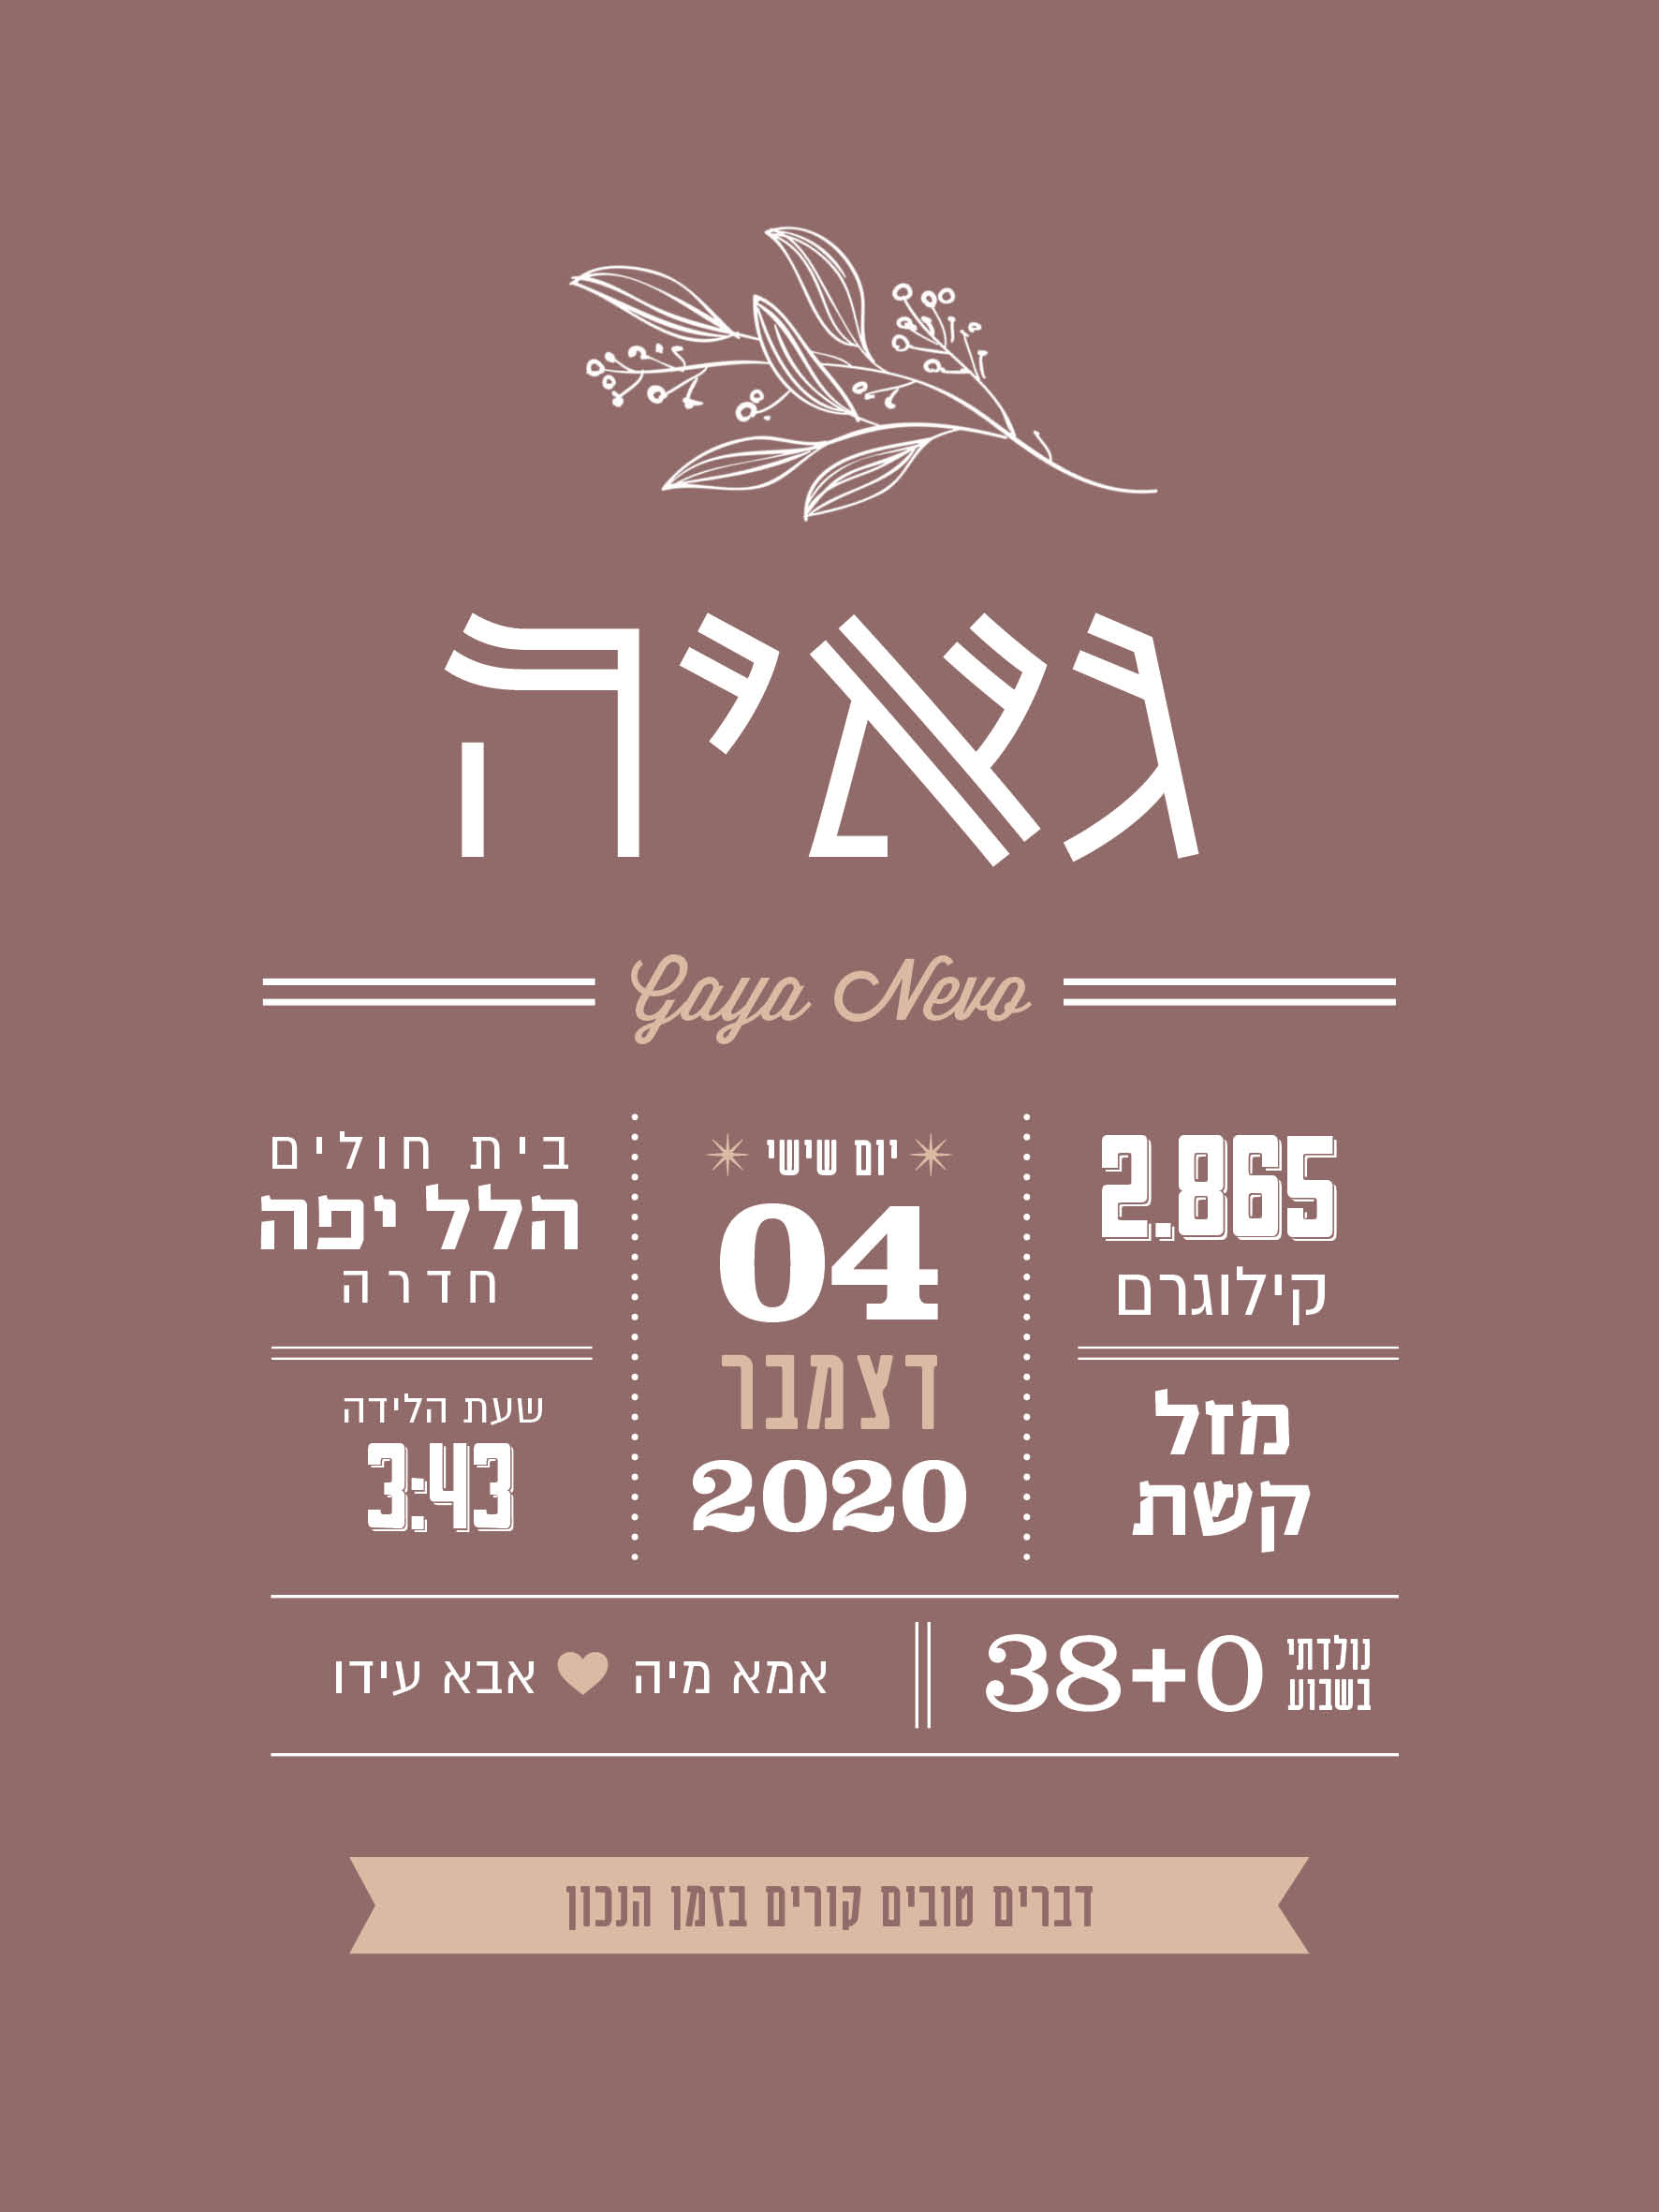 גאיה
Gaya Nevo
2.865
קילוגרם
מזל
קשת
יום שישי
04
דצמבר
2020
בית חולים
הלל יפה
חדרה
שעת הלידה
3:43
נולדתי
בשבוע
38+0
אמא מיה ♥ אבא עידו
דברים טובים קורים בזמן הנכון